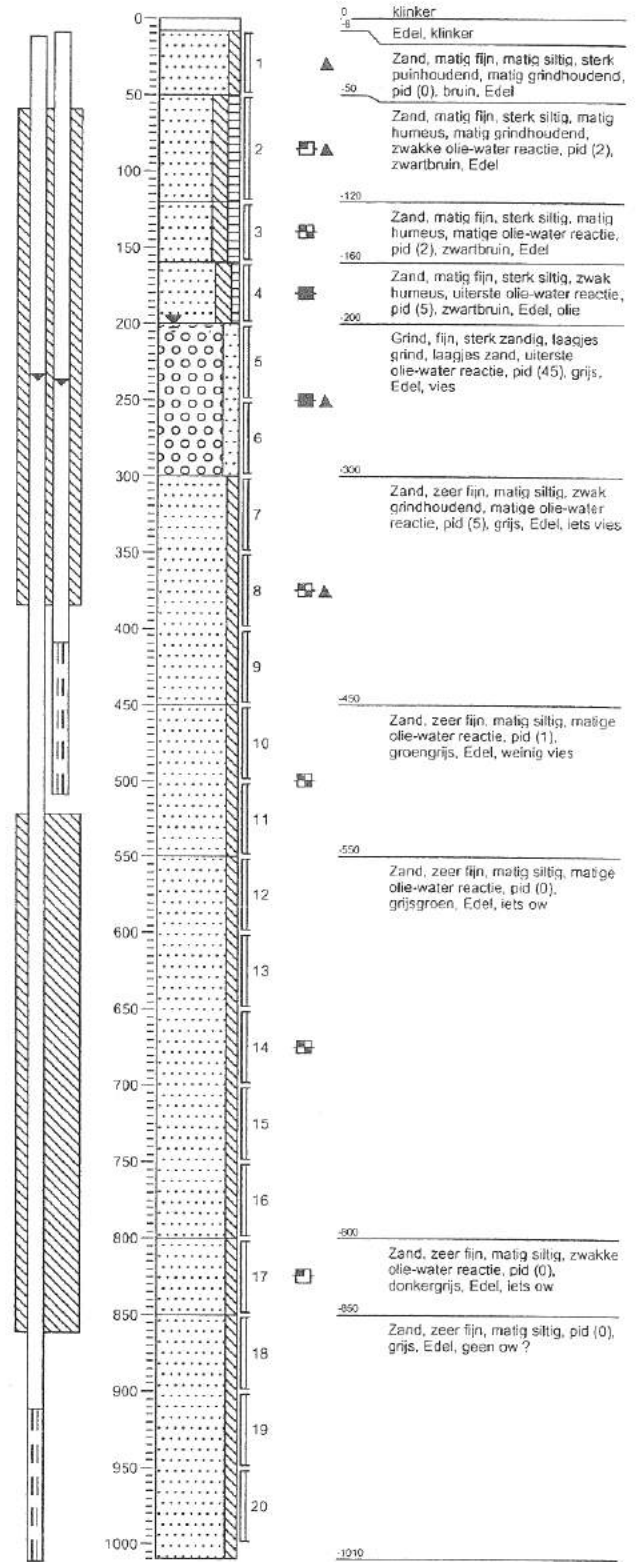 0
50
100
150
200
250
300
350
400
450
500
550
600
650
700
750
800
850
900
950
1000
1
2
3
4
5
6
7
8
9
10
11
12
13
14
15
16
17
18
19
20
0
klinker
-8
Edel, klinker
Zand, matig fijn, matig siltig, sterk
puinhoudend, matig grindhoudend,
pid (0), bruin, Edel
-50
Zand, matig fijn, sterk siltig, matig
humeus, matig grindhoudend,
zwakke olie-water reactie, pid (2),
zwartbruin, Edel
-120
Zand, matig fijn, sterk siltig, matig
humeus, matige olie-water reactie,
pid (2), zwartbruin, Edel
-160
Zand, matig fijn, sterk siltig, zwak
humeus, uiterste olie-water reactie,
pid (5), zwartbruin, Edel, olie
-200
Grind, fijn, sterk zandig, laagjes
grind, laagjes zand, uiterste
olie-water reactie, pid (45), grijs,
Edel, vies
-300
Zand, zeer fijn, matig siltig, zwak
grindhoudend, matige olie-water
reactie, pid (5), grijs, Edel, iets vies
-450
Zand, zeer fijn, matig siltig, matige
olie-water reactie, pid (1),
groengrijs, Edel, weinig vies
-550
Zand, zeer fijn, matig siltig, matige
olie-water reactie, pid (0),
grijsgroen, Edel, iets ow
-800
Zand, zeer fijn, matig siltig, zwakke
olie-water reactie, pid (0),
donkergrijs, Edel, iets ow
-850
Zand, zeer fijn, matig siltig, pid (0),
grijs, Edel, geen ow ?
-1010